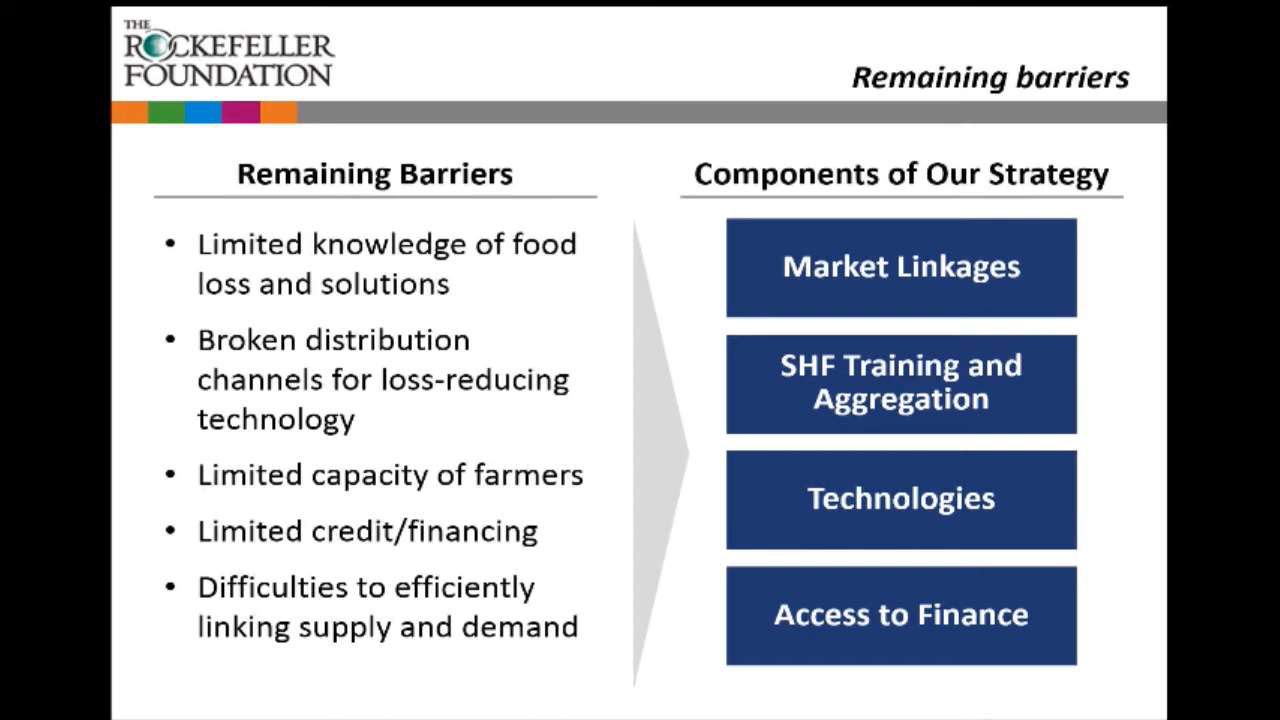 THE
ROCKEFELLER
FOUNDATION
Remaining barriers
Remaining Barriers
• Limited knowledge of food
loss and solutions
• Broken distribution
channels for loss-reducing
technology
• Limited capacity of farmers
• Limited credit/financing
• Difficulties to efficiently
linking supply and demand
Components of Our Strategy
Market Linkages
SHF Training and
Aggregation
Technologies
Access to Finance